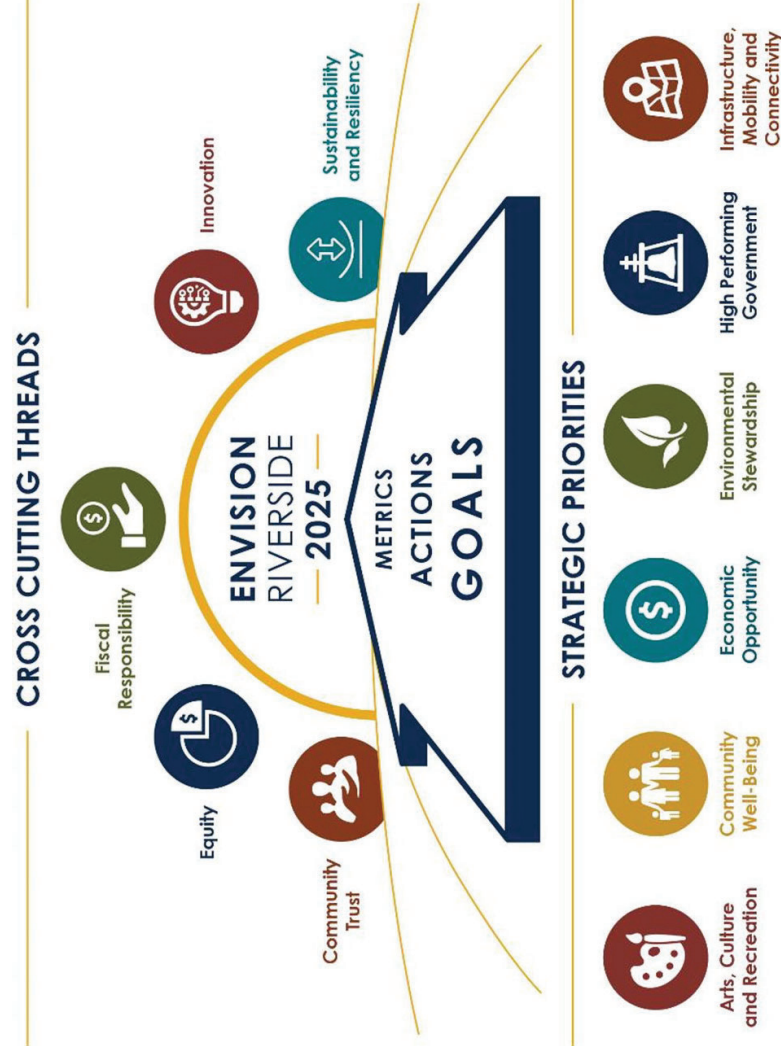 CROSS CUTTING THREADS
Fiscal
Responsibility
Equity
Innovation
Community
Trust
Sustainability
and Resiliency
ENVISION
RIVERSIDE
2025
METRICS
ACTIONS
GOALS
STRATEGIC PRIORITIES
Arts, Culture
and Recreation
Community
Well-Being
Economic
Opportunity
Environmental
Stewardship
High Performing
Government
Infrastructure,
Mobility and
Connectivity
$
$
$